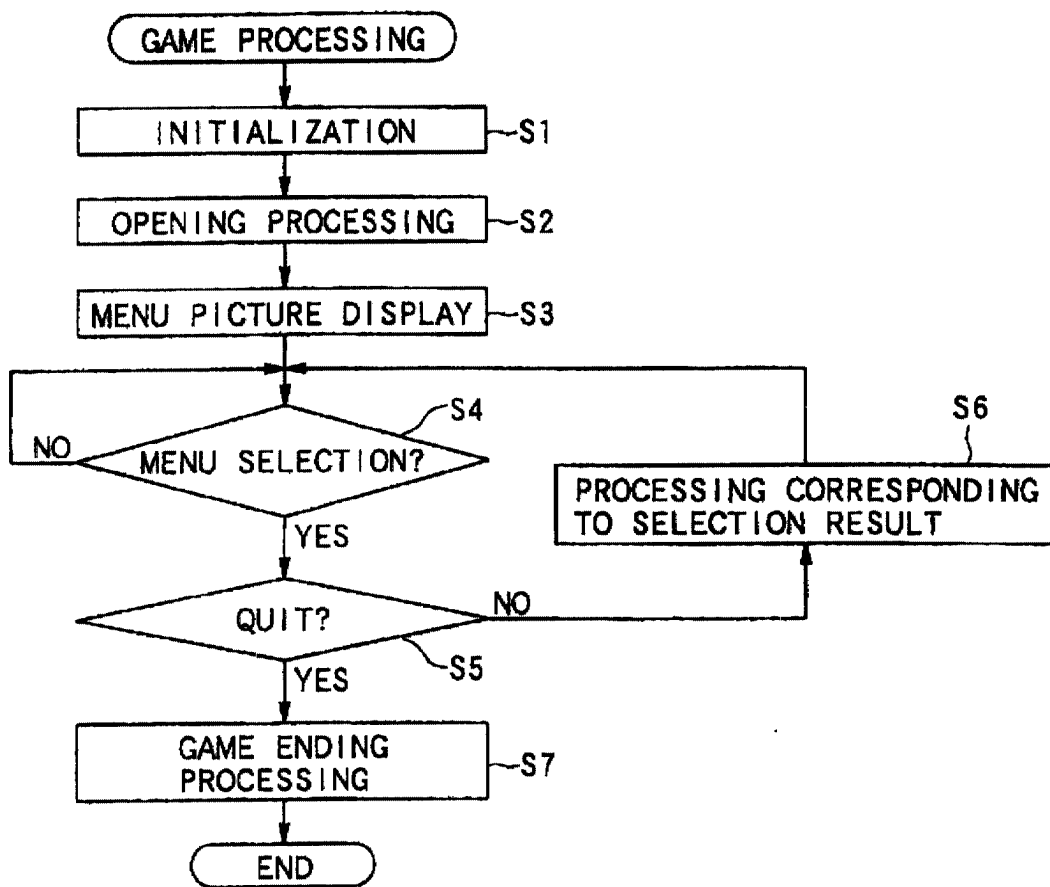 GAME PROCESSING
INITIALIZATION
S1
OPENING PROCESSING
S2
MENU PICTURE DISPLAY
S3
S4
MENU SELECTION?
NO
YES
S6
PROCESSING CORRESPONDING
TO SELECTION RESULT
QUIT?
NO
S5
YES
GAME ENDING
PROCESSING
S7
END